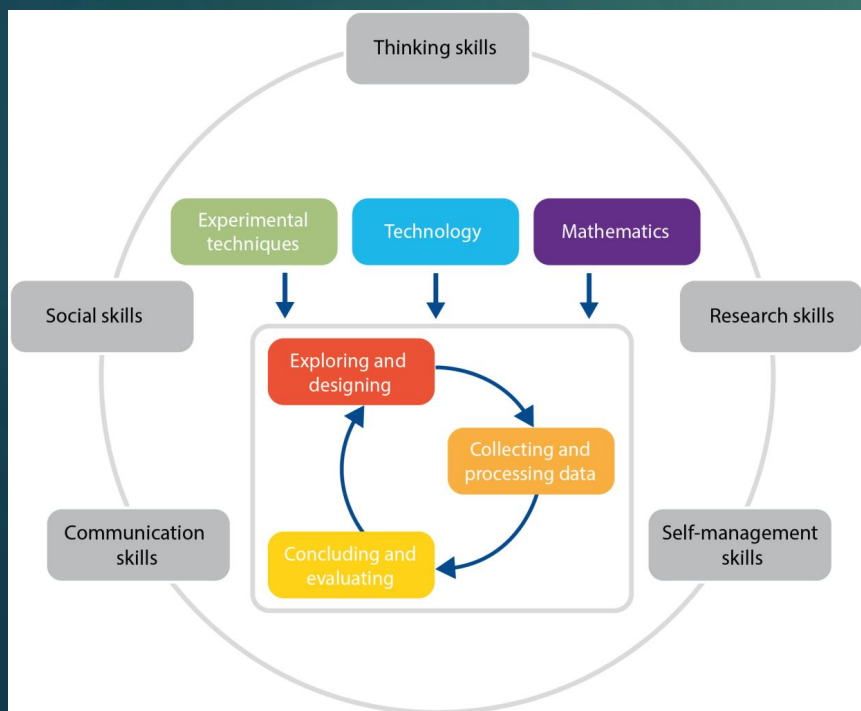 Thinking skills
Experimental
techniques
Technology
Mathematics
Social skills
Research skills
Exploring and
designing
Collecting and
processing data
Communication
skills
Concluding and
evaluating
Self-management
skills